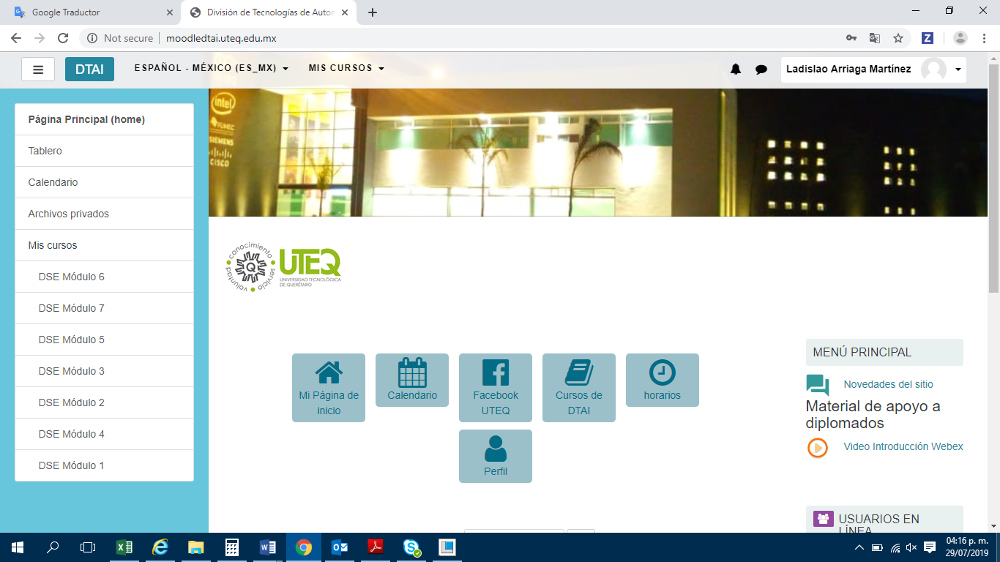 Google Traductor
División de Tecnologías de Autom
Not secure
moodledtai.uteq.edu.mx
DTAI
ESPAÑOL - MÉXICO (ES_MX)
MIS CURSOS
Ladislao Arriaga Martínez
Página Principal (home)
Tablero
Calendario
Archivos privados
Mis cursos
DSE Módulo 6
DSE Módulo 7
DSE Módulo 5
DSE Módulo 3
DSE Módulo 2
DSE Módulo 4
DSE Módulo 1
intel
FUMEC
SIEMENS
CISCO
conocimiento
servicio
voluntad
Q
UTEQ
UNIVERSIDAD TECNOLÓGICA
DE QUERÉTARO
Mi Página de
inicio
Calendario
Facebook
UTEQ
Cursos de
DTAI
horarios
Perfil
MENÚ PRINCIPAL
Novedades del sitio
Material de apoyo a
diplomados
Video Introducción Webex
USUARIOS EN
LÍNEA
04:16 p. m.
29/07/2019